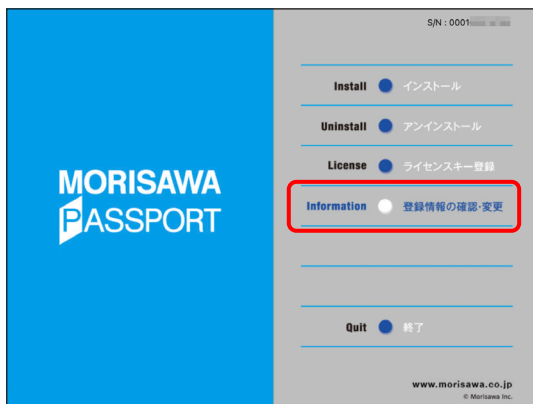 S/N : 0001
Install インストール
Uninstall アンインストール
License ライセンスキー登録
MORISAWA
PASSPORT
Information 登録情報の確認・変更
Quit 終了
www.morisawa.co.jp
© Morisawa Inc.